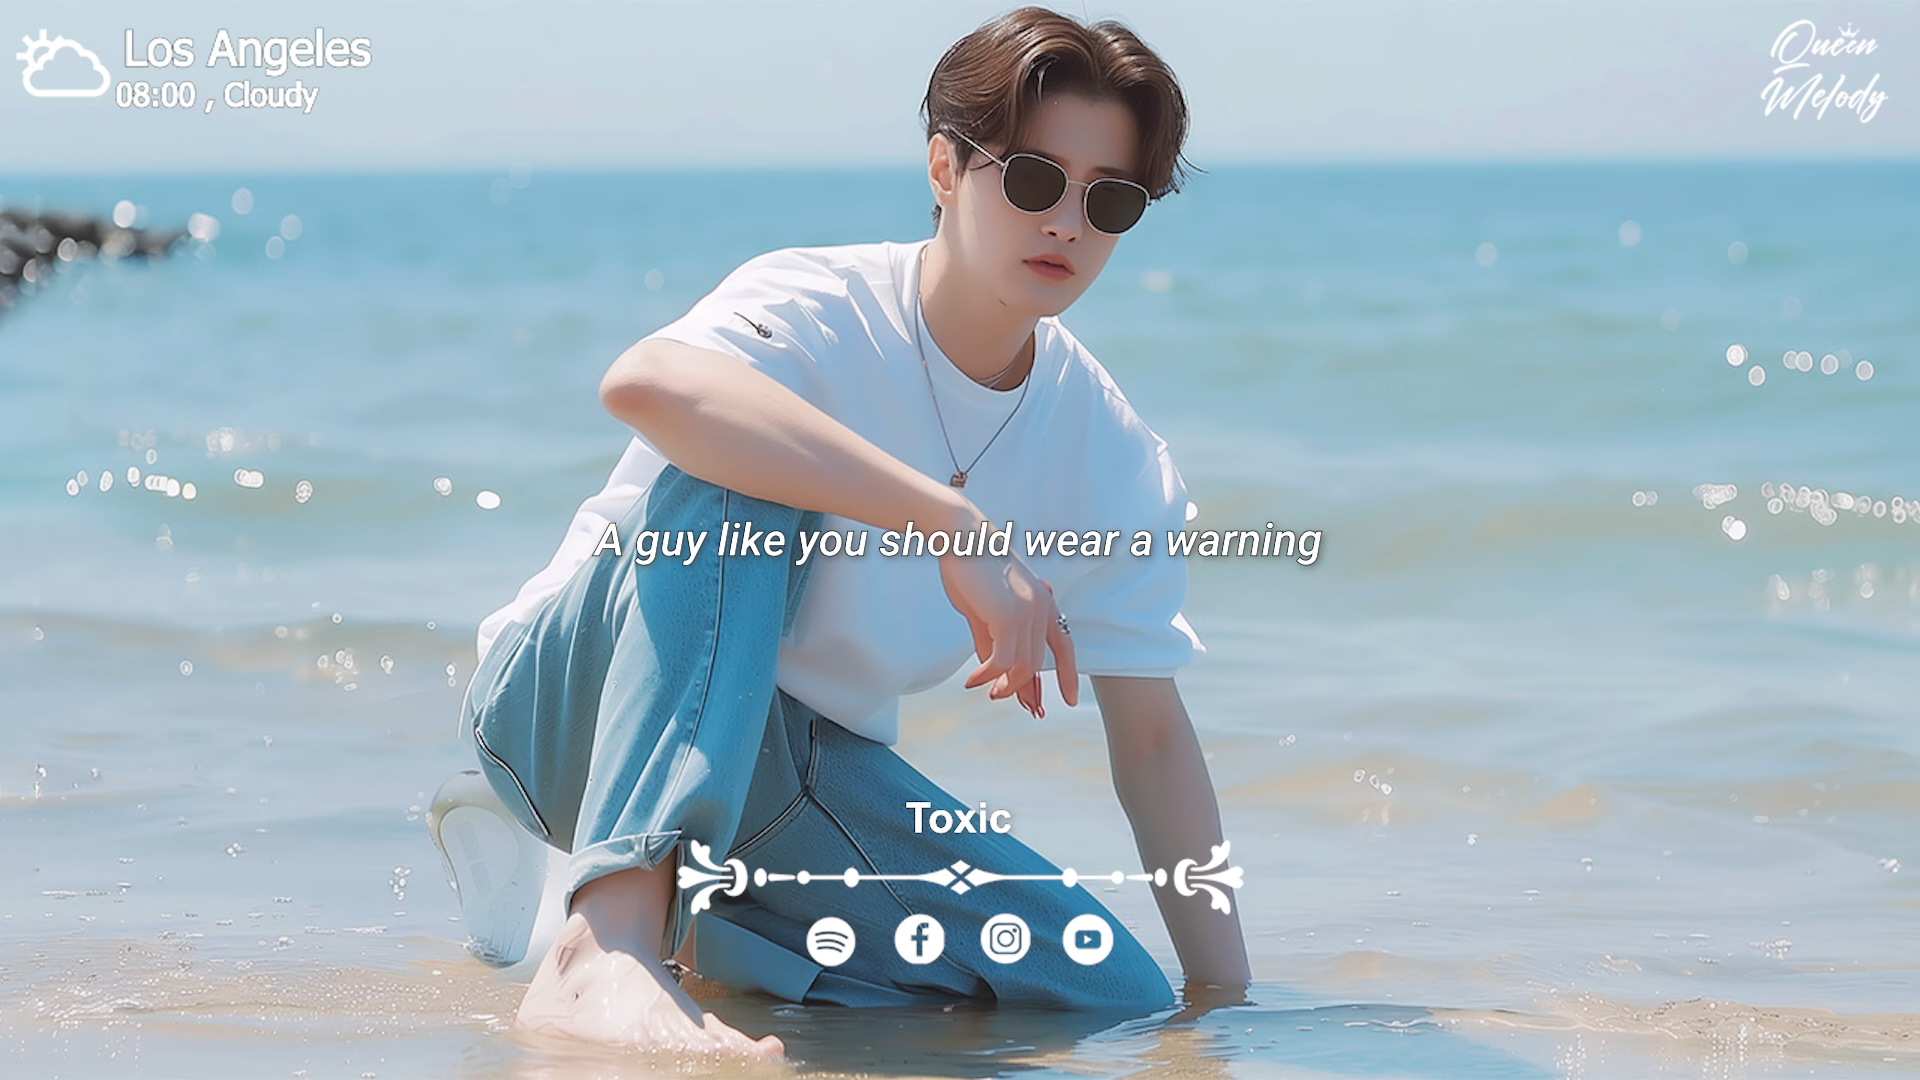 Los Angeles
08:00 , Cloudy
Queen
Melody
A guy like you should wear a warning
Toxic